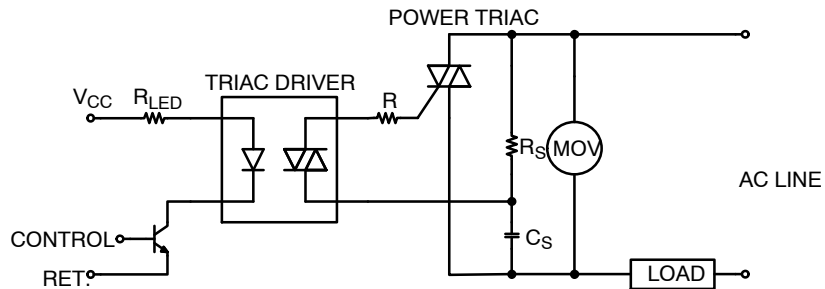 POWER TRIAC
TRIAC DRIVER
VCC
RLED
R
RS
MOV
AC LINE
CONTROL
CS
RET.
LOAD